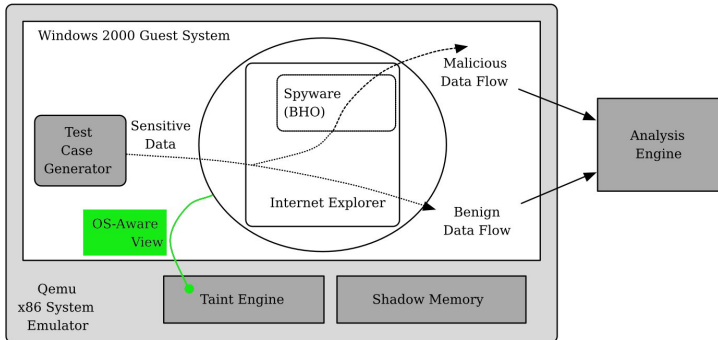 Windows 2000 Guest System
Malicious
Data Flow
Spyware
(BHO)
Test
Case
Generator
Sensitive
Data
Analysis
Engine
Internet Explorer
Benign
Data Flow
OS-Aware
View
Qemu
x86 System
Emulator
Taint Engine
Shadow Memory